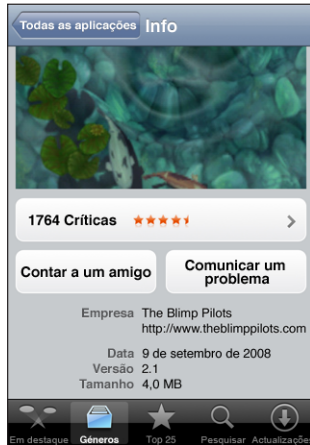 Todas as aplicações Info
1764 Críticas
Contar a um amigo
Comunicar um
problema
Empresa The Blimp Pilots
http://www.theblimppilots.com
Data 9 de setembro de 2008
Versão 2.1
Tamanho 4,0 MB
Em destaque Géneros Top 25 Pesquisar Actualizações